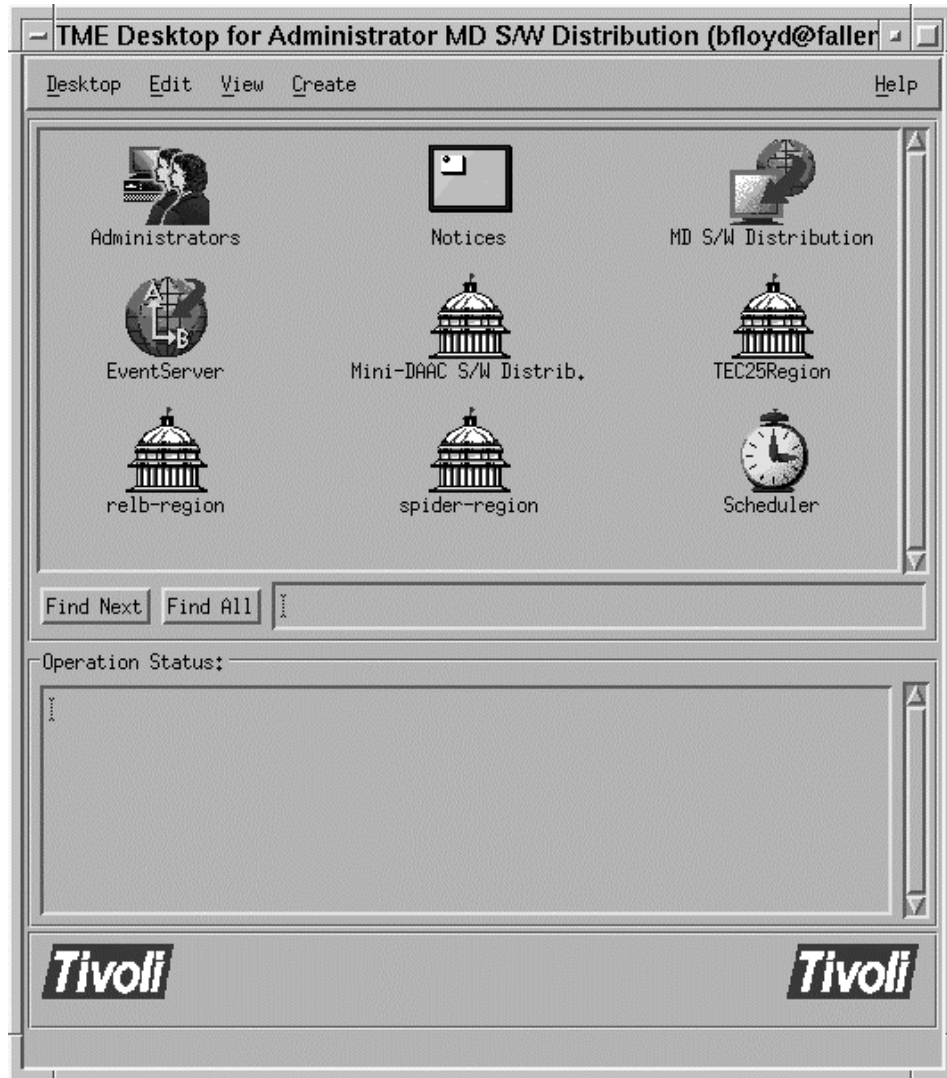 TME Desktop for Administrator MD S/W Distribution (bfloyd@faller
Desktop Edit View Create Help
Administrators Notices MD S/W Distribution
A
B
EventServer Mini-DAAC S/W Distrib. TEC25Region
relb-region spider-region Scheduler
Find Next Find All
Operation Status:
Tivoli Tivoli